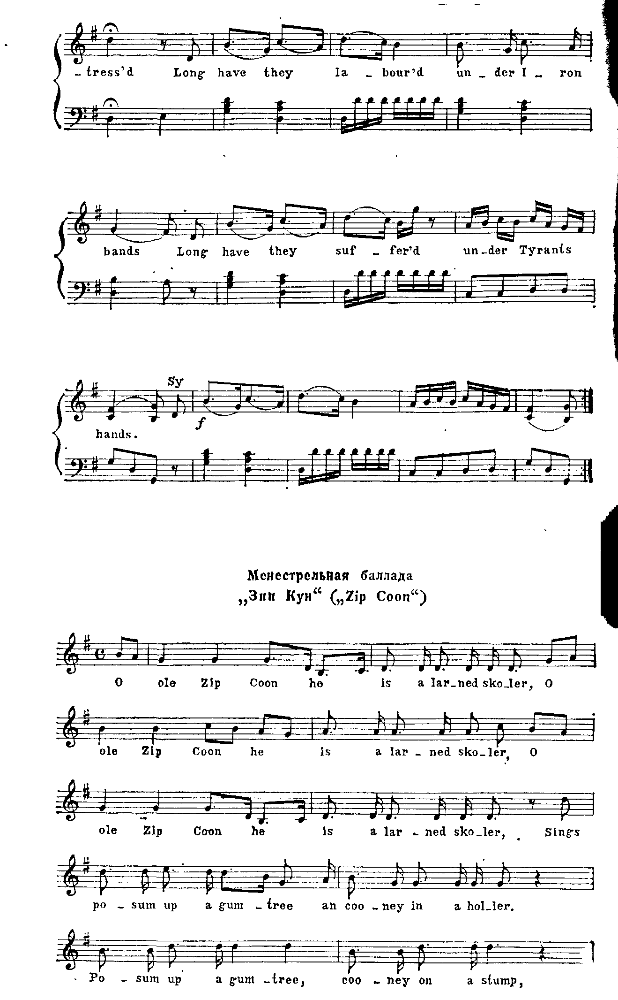 - tress'd Long have they la - bour'd un - der I - ron
bands Long have they suf - fer'd un - der Tyrants
Sy
f
hands.
Менестрельная баллада
„Зип Кун“ („Zip Coon“)
O ole Zip Coon he is a lar - ned sko - ler, O
ole Zip Coon he is a lar - ned sko - ler, O
ole Zip Coon he is a lar - ned sko - ler, Sings
po - sum up a gum - tree an coo - ney in a hol - ler.
Po - sum up a gum - tree, coo - ney on a stump,